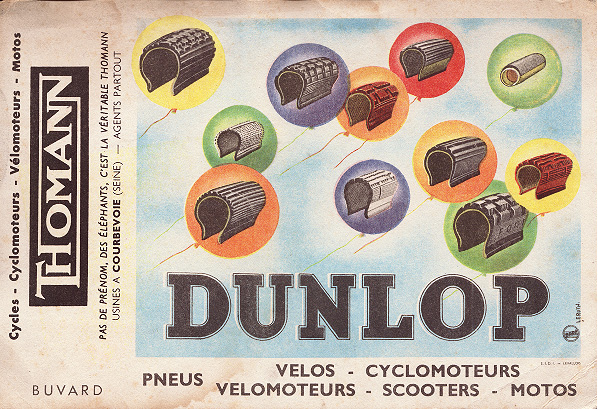 Cycles - Cyclomoteurs - Vélomoteurs - Motos
THOMANN
PAS DE PRÉNOM, DES ÉLÉPHANTS, C'EST LA VÉRITABLE THOMANN
USINES A COURBEVOIE (SEINE) — AGENTS PARTOUT
BUVARD
DUNLOP
PNEUS
VELOS - CYCLOMOTEURS
VELOMOTEURS - SCOOTERS - MOTOS